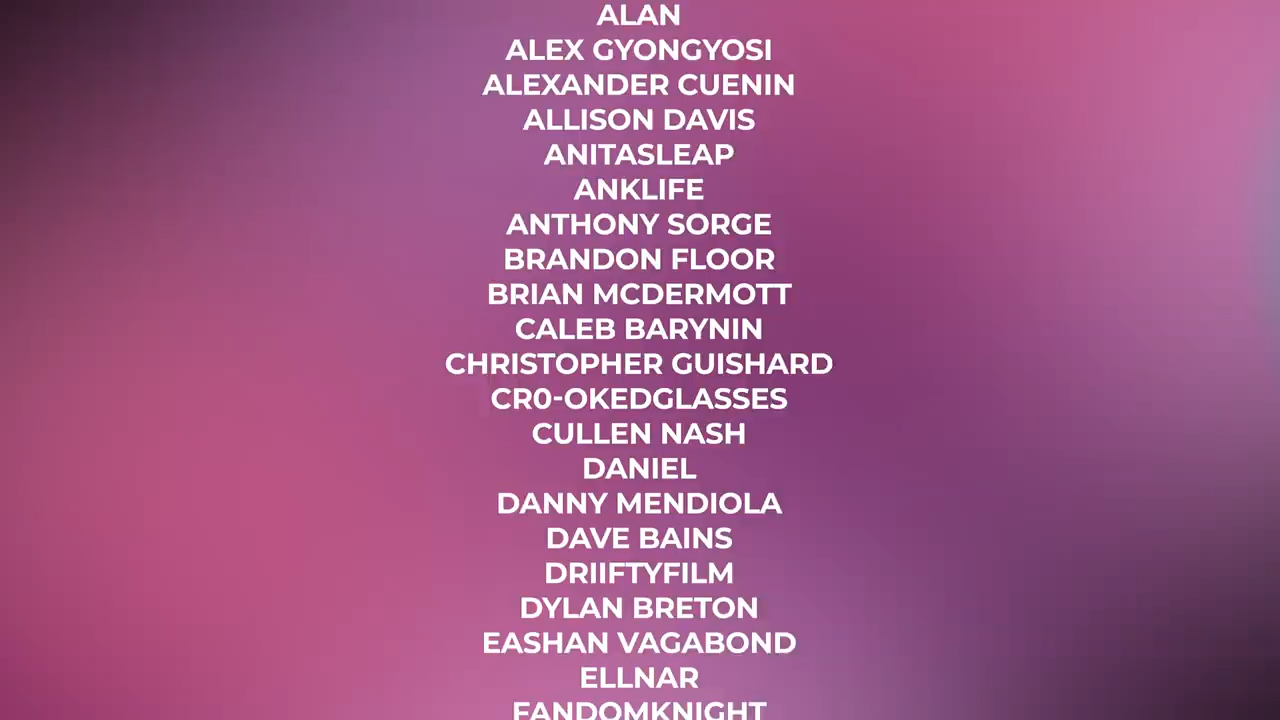 ALAN
ALEX GYONGYOSI
ALEXANDER CUENIN
ALLISON DAVIS
ANITASLEAP
ANKLIFE
ANTHONY SORGE
BRANDON FLOOR
BRIAN MCDERMOTT
CALEB BARYNIN
CHRISTOPHER GUISHARD
CR0-OKEDGLASSES
CULLEN NASH
DANIEL
DANNY MENDIOLA
DAVE BAINS
DRIIFTYFILM
DYLAN BRETON
EASHAN VAGABOND
ELLNAR
FANDOMKNIGHT